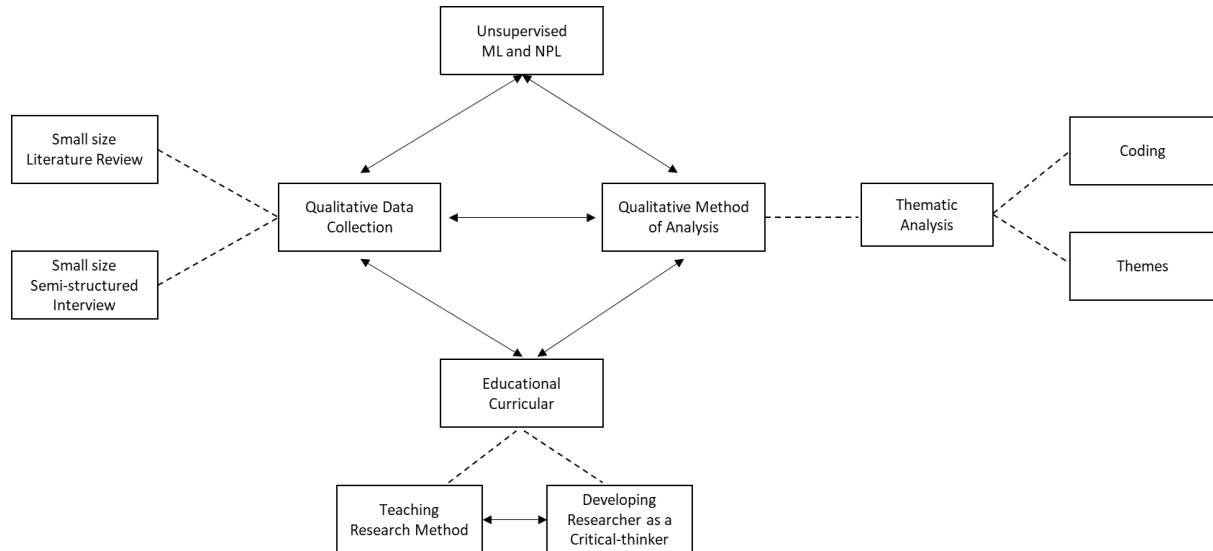 Unsupervised
ML and NPL
Small size
Literature Review
Coding
Qualitative Data
Collection
Qualitative Method
of Analysis
Thematic
Analysis
Small size
Semi-structured
Interview
Themes
Educational
Curricular
Teaching
Research Method
Developing
Researcher as a
Critical-thinker